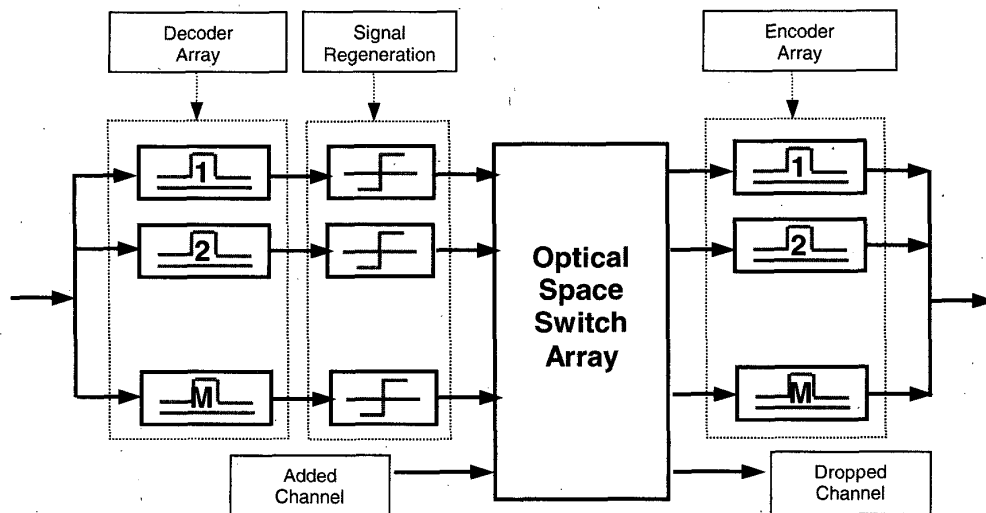 Decoder
Array
Signal
Regeneration
Encoder
Array
1
1
2
2
Optical
Space
Switch
Array
M
M
Added
Channel
Dropped
Channel